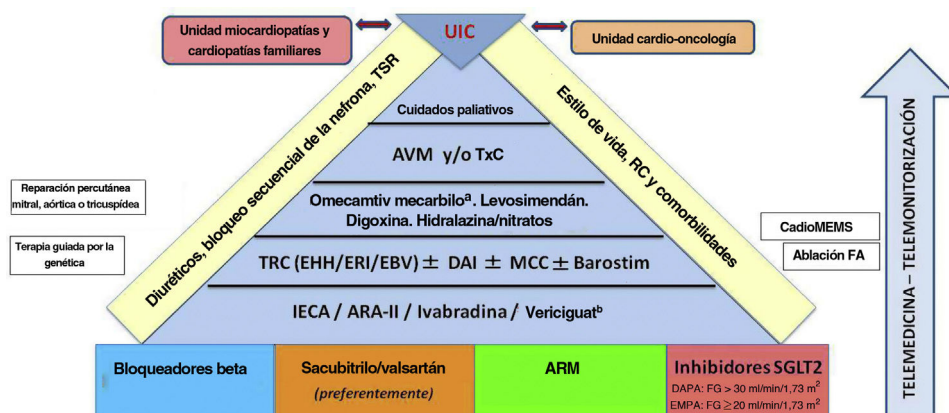 Unidad miocardiopatías y
cardiopatías familiares
UIC
Unidad cardio-oncología
Diuréticos, bloqueo secuencial de la nefrona, TSR
Estilo de vida, RC y comorbilidades
Cuidados paliativos
AVM y/o TxC
Omecamtiv mecarbiloᵃ. Levosimendán.
Digoxina. Hidralazina/nitratos
TRC (EHH/ERI/EBV) ± DAI ± MCC ± Barostim
IECA / ARA-II / Ivabradina / Vericiguatᵇ
Reparación percutánea
mitral, aórtica o tricuspídea
Terapia guiada por la
genética
CadioMEMS
Ablación FA
TELEMEDICINA – TELEMONITORIZACIÓN
Bloqueadores beta
Sacubitrilo/valsartán
(preferentemente)
ARM
Inhibidores SGLT2
DAPA: FG > 30 ml/min/1,73 m²
EMPA: FG ≥ 20 ml/min/1,73 m²